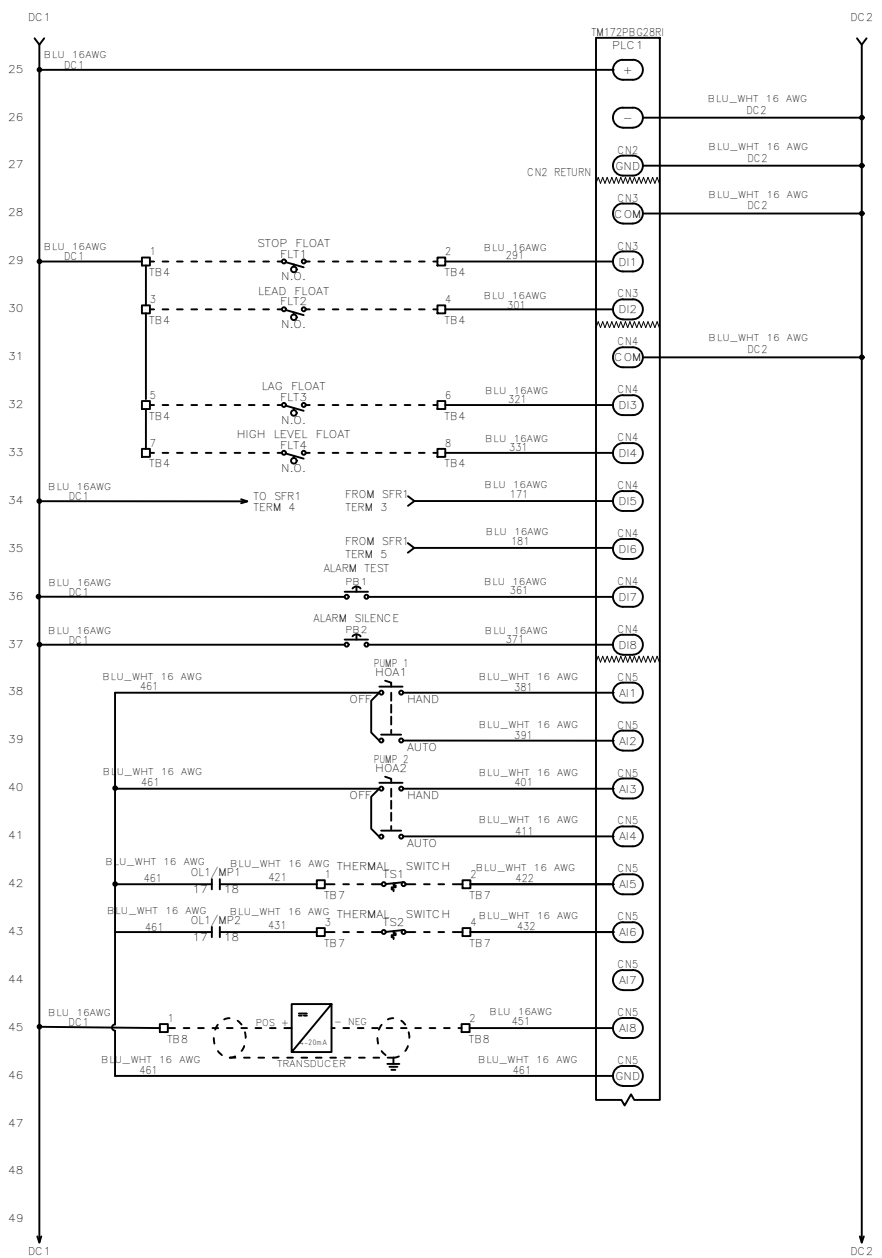 DC1
DC2
TM172PBG28RI
PLC1
25
BLU_16AWG
DC1
+
26
-
BLU_WHT 16 AWG
DC2
27
CN2 RETURN
CN2
GND
BLU_WHT 16 AWG
DC2
28
CN3
COM
BLU_WHT 16 AWG
DC2
29
BLU_16AWG
DC1
1
TB4
STOP FLOAT
FLT1
N.O.
2
TB4
BLU_16AWG
291
CN3
DI1
30
3
TB4
LEAD FLOAT
FLT2
N.O.
4
TB4
BLU_16AWG
301
CN3
DI2
31
CN4
COM
BLU_WHT 16 AWG
DC2
32
5
TB4
LAG FLOAT
FLT3
N.O.
6
TB4
BLU_16AWG
321
CN4
DI3
33
7
TB4
HIGH LEVEL FLOAT
FLT4
N.O.
8
TB4
BLU_16AWG
331
CN4
DI4
34
BLU_16AWG
DC1
TO SFR1
TERM 4
FROM SFR1
TERM 3
BLU_16AWG
171
CN4
DI5
35
FROM SFR1
TERM 5
BLU_16AWG
181
CN4
DI6
36
BLU_16AWG
DC1
ALARM TEST
PB1
BLU_16AWG
361
CN4
DI7
37
BLU_16AWG
DC1
ALARM SILENCE
PB2
BLU_16AWG
371
CN4
DI8
38
BLU_WHT 16 AWG
461
PUMP 1
HOA1
OFF
HAND
BLU_WHT 16 AWG
381
CN5
AI1
39
AUTO
BLU_WHT 16 AWG
391
CN5
AI2
40
BLU_WHT 16 AWG
461
PUMP 2
HOA2
OFF
HAND
BLU_WHT 16 AWG
401
CN5
AI3
41
AUTO
BLU_WHT 16 AWG
411
CN5
AI4
42
BLU_WHT 16 AWG
461
OL1/MP1
17
18
BLU_WHT 16 AWG
421
1
TB7
THERMAL SWITCH
TS1
2
TB7
BLU_WHT 16 AWG
422
CN5
AI5
43
BLU_WHT 16 AWG
461
OL1/MP2
17
18
BLU_WHT 16 AWG
431
3
TB7
THERMAL SWITCH
TS2
4
TB7
BLU_WHT 16 AWG
432
CN5
AI6
44
CN5
AI7
45
BLU_16AWG
DC1
1
TB8
POS +
4-20mA
- NEG
TRANSDUCER
2
TB8
BLU_16AWG
451
CN5
AI8
46
BLU_WHT 16 AWG
461
BLU_WHT 16 AWG
461
CN5
GND
47
48
49
DC1
DC2